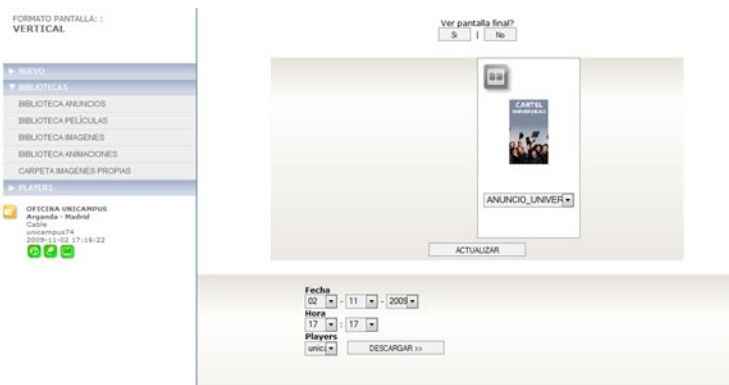 FORMATO PANTALLA: :
VERTICAL
▶ NUEVO
▼ BIBLIOTECAS
BIBLIOTECA ANUNCIOS
BIBLIOTECA PELÍCULAS
BIBLIOTECA IMAGENES
BIBLIOTECA ANIMACIONES
CARPETA IMAGENES PROPIAS
▶ PLAYERS
OFICINA UNICAMPUS
Arganda - Madrid
Cable
unicampus74
2009-11-02 17:16:22
Ver pantalla final?
Si | No
CARTEL
UNIVERSIDAD
ANUNCIO_UNIVER
ACTUALIZAR
Fecha
02 - 11 - 2009
Hora
17 : 17
Players
unica
DESCARGAR >>